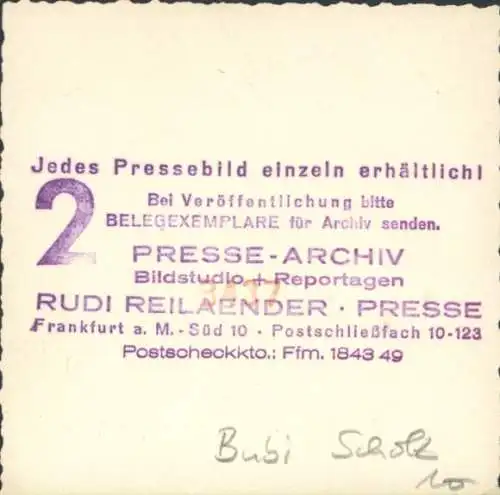 Jedes Pressebild einzeln erhältlich!
2
Bei Veröffentlichung bitte
BELEGEXEMPLARE für Archiv senden.
PRESSE-ARCHIV
Bildstudio + Reportagen
RUDI REILAENDER · PRESSE
Frankfurt a. M. - Süd 10 · Postschließfach 10-123
Postscheckkto.: Ffm. 1843 49
Bubi Scholz